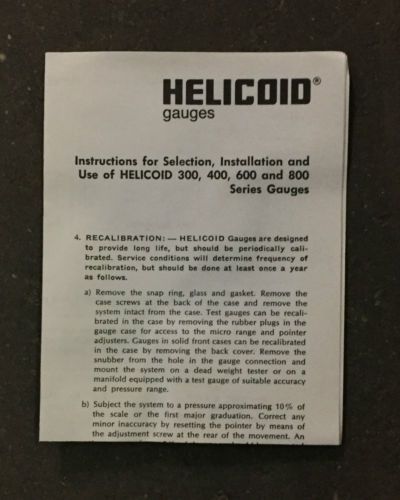 HELICOID®
gauges
Instructions for Selection, Installation and
Use of HELICOID 300, 400, 600 and 800
Series Gauges
4. RECALIBRATION: — HELICOID Gauges are designed
to provide long life, but should be periodically cali-
brated. Service conditions will determine frequency of
recalibration, but should be done at least once a year
as follows.
a) Remove the snap ring, glass and gasket. Remove the
case screws at the back of the case and remove the
system intact from the case. Test gauges can be recali-
brated in the case by removing the rubber plugs in the
gauge case for access to the micro range and pointer
adjusters. Gauges in solid front cases can be recalibrated
in the case by removing the back cover. Remove the
snubber from the hole in the gauge connection and
mount the system on a dead weight tester or on a
manifold equipped with a test gauge of suitable accuracy
and pressure range.
b) Subject the system to a pressure approximating 10% of
the scale or the first major graduation. Correct any
minor inaccuracy by resetting the pointer by means of
the adjustment screw at the rear of the movement. An